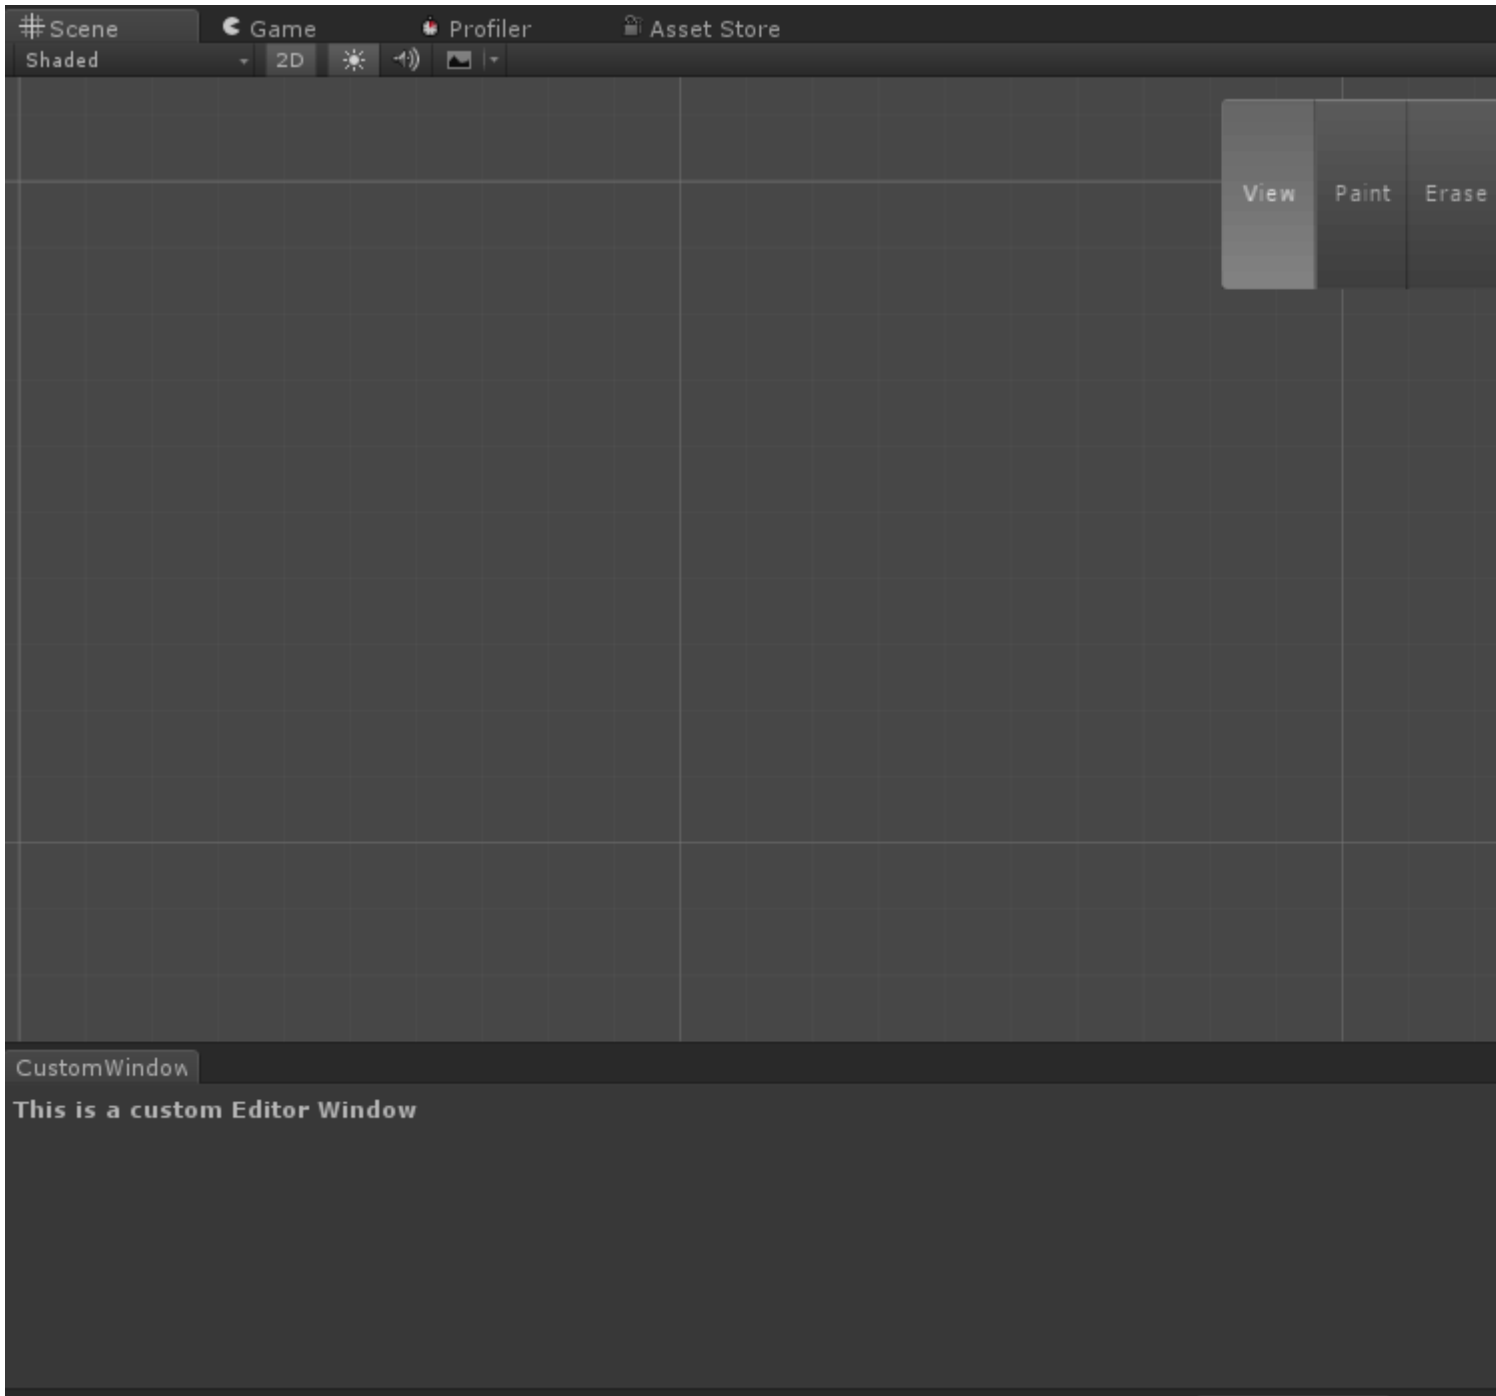 Scene Game Profiler Asset Store
Shaded 2D
View Paint Erase
CustomWindow
This is a custom Editor Window